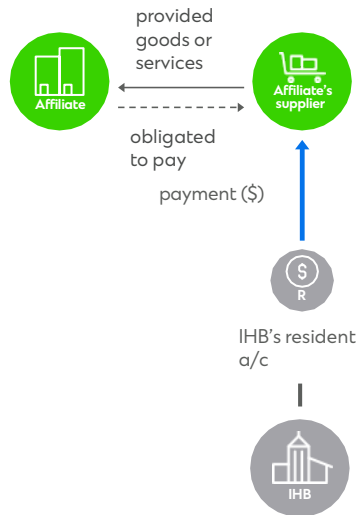 provided
goods or
services
Affiliate
Affiliate's
supplier
obligated
to pay
payment ($)
$
R
IHB's resident
a/c
IHB